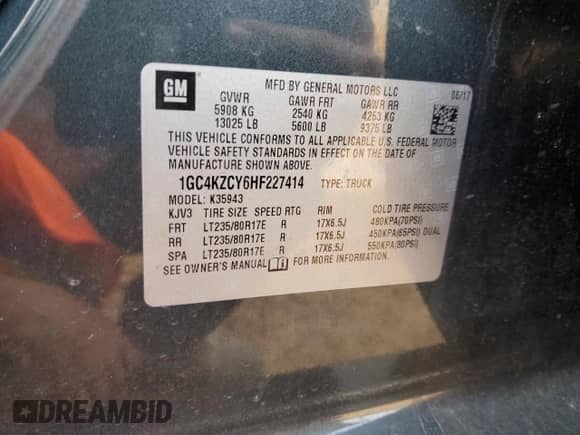 GM
MFD BY GENERAL MOTORS LLC
08/17
GVWR GAWR FRT GAWR RR
5908 KG 2540 KG 4253 KG
13025 LB 5600 LB 9375 LB
THIS VEHICLE CONFORMS TO ALL APPLICABLE U.S. FEDERAL MOTOR
VEHICLE SAFETY STANDARDS IN EFFECT ON THE DATE OF
MANUFACTURE SHOWN ABOVE.
1GC4KZCY6HF227414 TYPE: TRUCK
MODEL: K35943
KJV3 TIRE SIZE SPEED RTG RIM COLD TIRE PRESSURE
FRT LT235/80R17E R 17X6.5J 480KPA(70PSI)
RR LT235/80R17E R 17X6.5J 450KPA(65PSI) DUAL
SPA LT235/80R17E R 17X6.5J 550KPA(80PSI)
SEE OWNER'S MANUAL FOR MORE INFORMATION.
DREAMBID